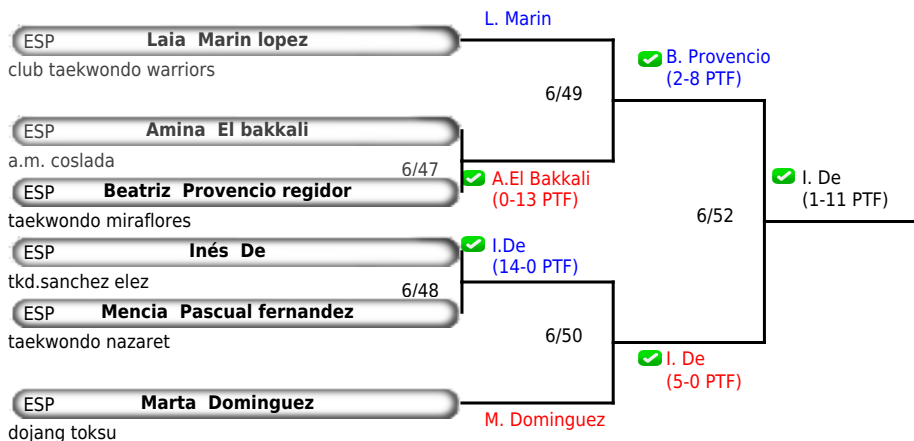 L. Marin
ESP Laia Marin lopez
club taekwondo warriors
B. Provencio
(2-8 PTF)
6/49
ESP Amina El bakkali
a.m. coslada
6/47
A.El Bakkali
(0-13 PTF)
ESP Beatriz Provencio regidor
taekwondo miraflores
I. De
(1-11 PTF)
6/52
ESP Inés De
tkd.sanchez elez
I.De
(14-0 PTF)
6/48
ESP Mencia Pascual fernandez
taekwondo nazaret
6/50
I. De
(5-0 PTF)
ESP Marta Dominguez
dojang toksu
M. Dominguez